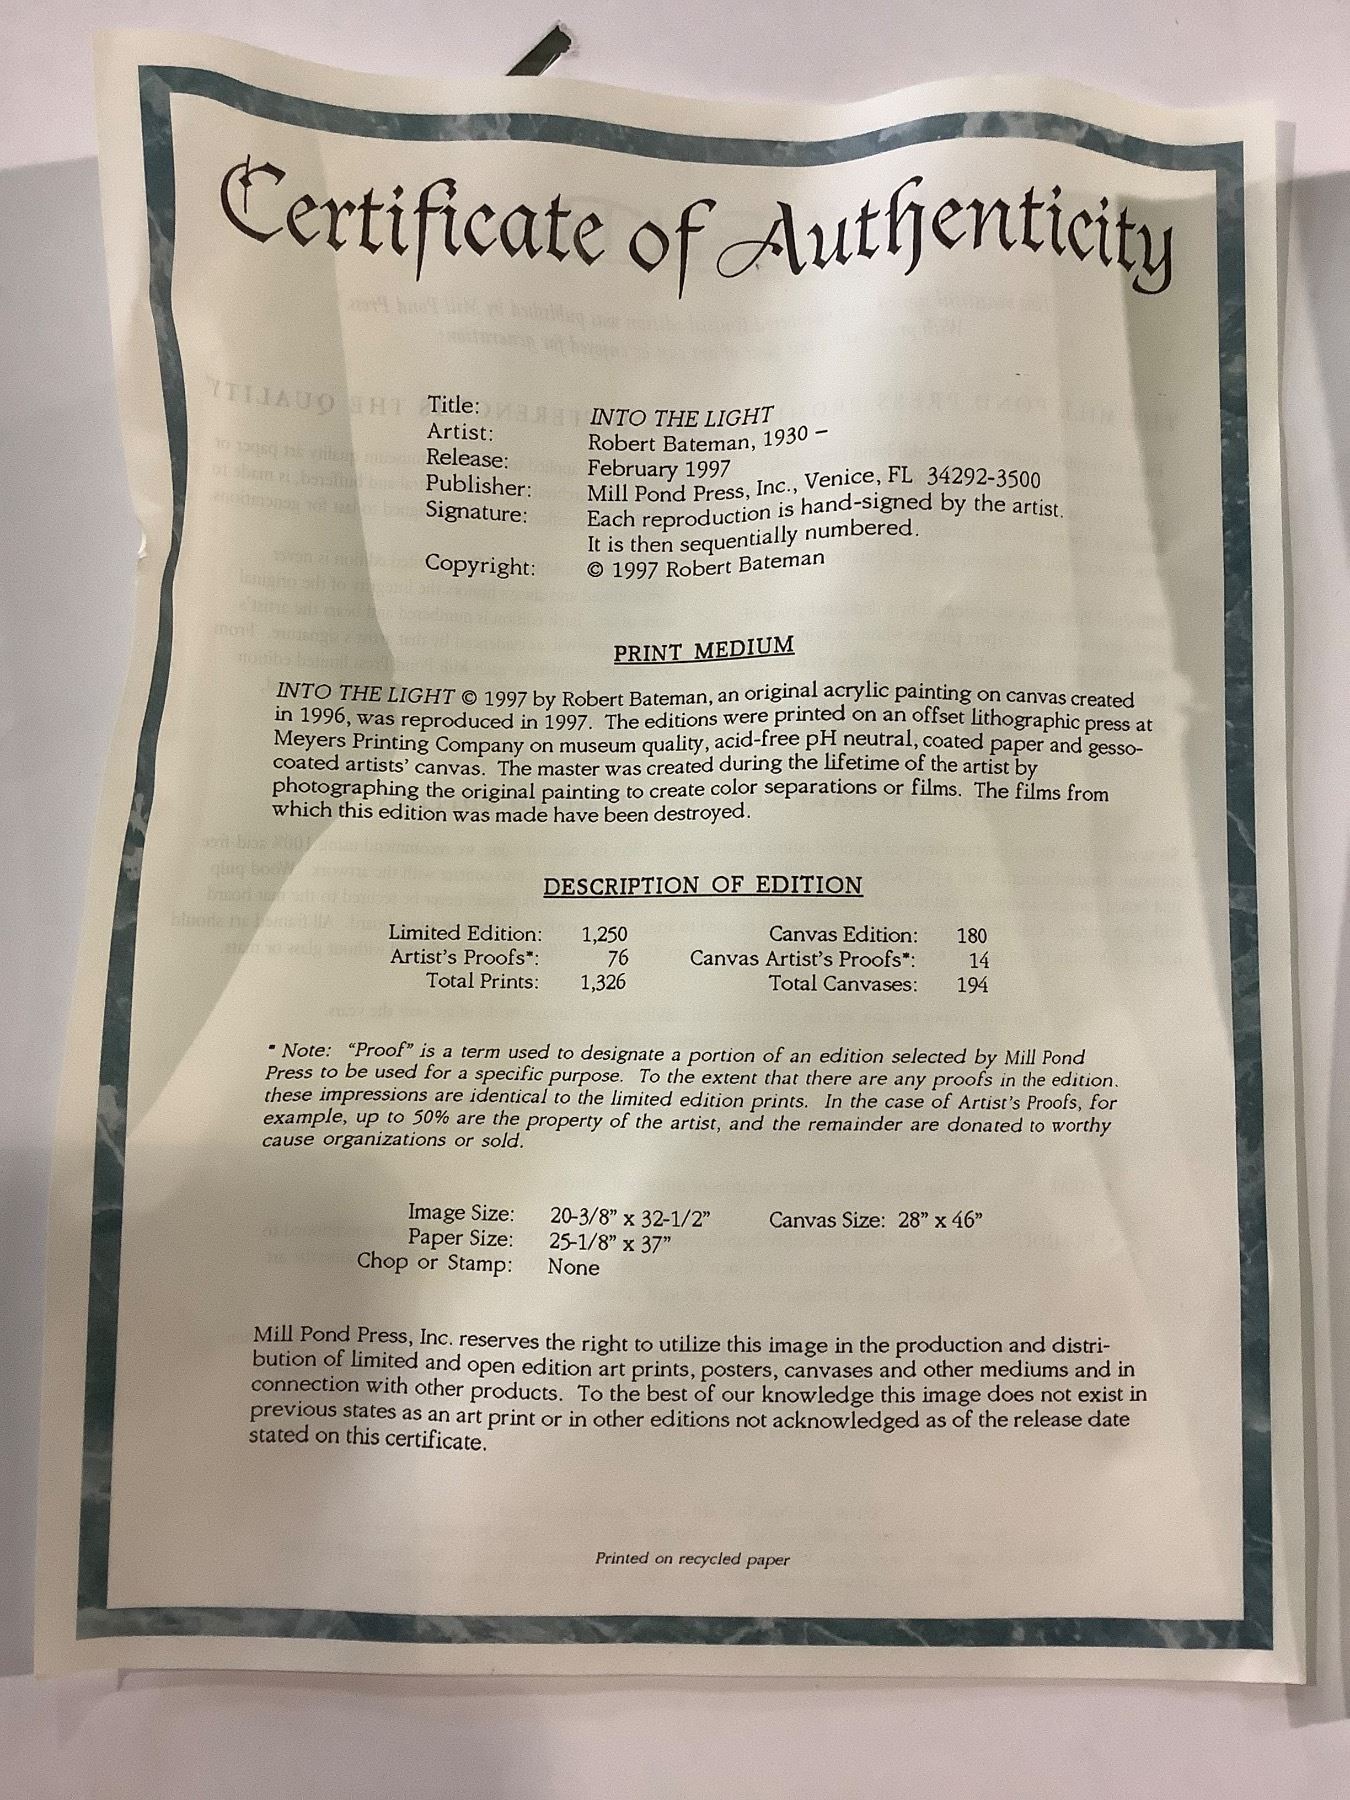 Certificate of Authenticity
Title: INTO THE LIGHT
Artist: Robert Bateman, 1930 –
Release: February 1997
Publisher: Mill Pond Press, Inc., Venice, FL 34292-3500
Signature: Each reproduction is hand-signed by the artist.
It is then sequentially numbered.
Copyright: © 1997 Robert Bateman
PRINT MEDIUM
INTO THE LIGHT © 1997 by Robert Bateman, an original acrylic painting on canvas created
in 1996, was reproduced in 1997. The editions were printed on an offset lithographic press at
Meyers Printing Company on museum quality, acid-free pH neutral, coated paper and gesso-
coated artists' canvas. The master was created during the lifetime of the artist by
photographing the original painting to create color separations or films. The films from
which this edition was made have been destroyed.
DESCRIPTION OF EDITION
Limited Edition: 1,250 Canvas Edition: 180
Artist's Proofs*: 76 Canvas Artist's Proofs*: 14
Total Prints: 1,326 Total Canvases: 194
* Note: "Proof" is a term used to designate a portion of an edition selected by Mill Pond
Press to be used for a specific purpose. To the extent that there are any proofs in the edition,
these impressions are identical to the limited edition prints. In the case of Artist's Proofs, for
example, up to 50% are the property of the artist, and the remainder are donated to worthy
cause organizations or sold.
Image Size: 20-3/8" x 32-1/2" Canvas Size: 28" x 46"
Paper Size: 25-1/8" x 37"
Chop or Stamp: None
Mill Pond Press, Inc. reserves the right to utilize this image in the production and distri-
bution of limited and open edition art prints, posters, canvases and other mediums and in
connection with other products. To the best of our knowledge this image does not exist in
previous states as an art print or in other editions not acknowledged as of the release date
stated on this certificate.
Printed on recycled paper